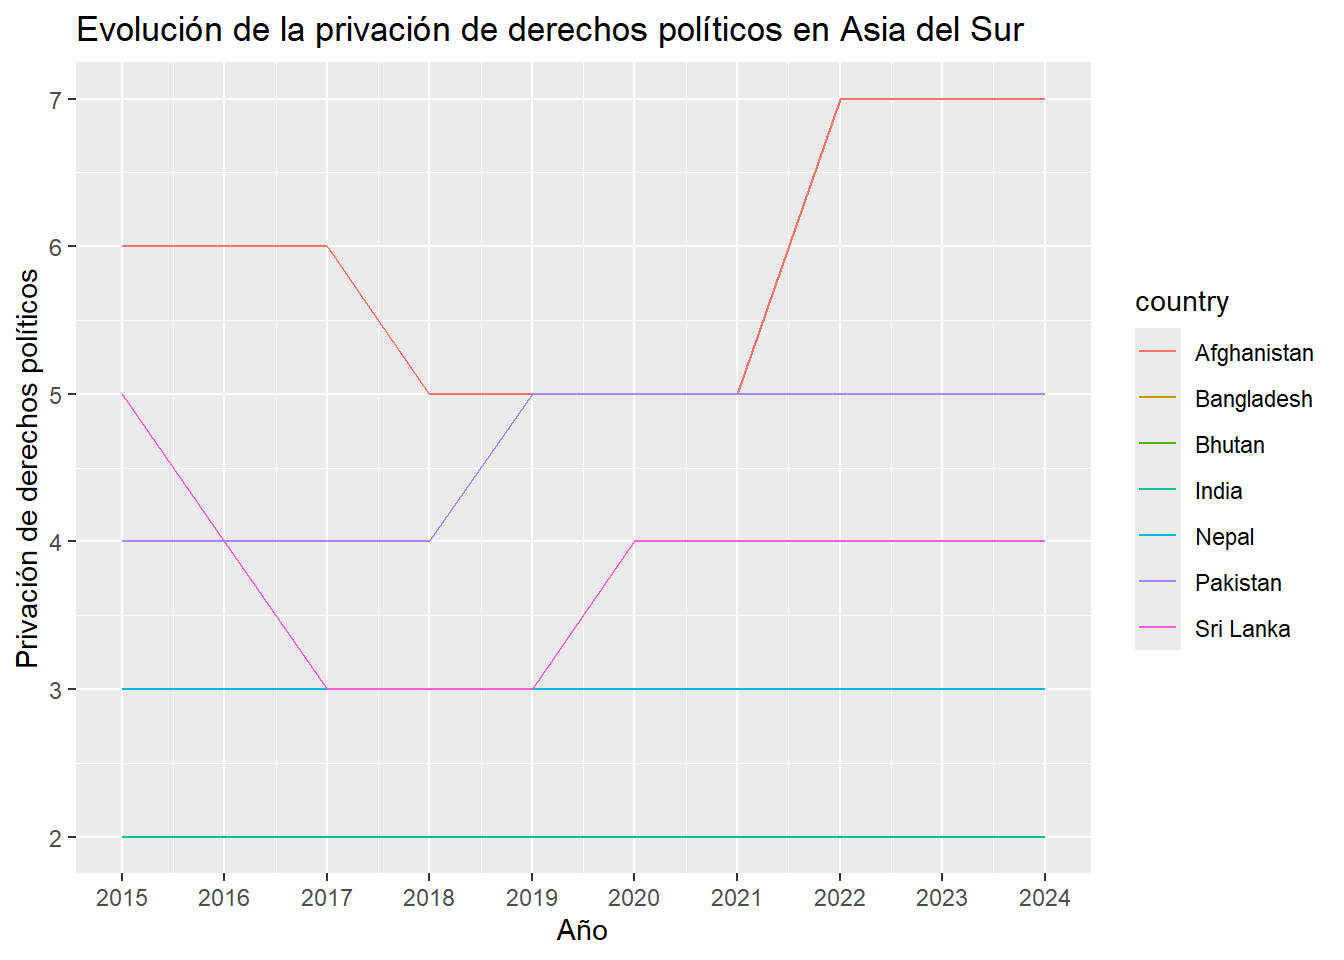 Evolución de la privación de derechos políticos en Asia del Sur
Privación de derechos políticos
7
6
5
4
3
2
2015 2016 2017 2018 2019 2020 2021 2022 2023 2024
Año
country
Afghanistan
Bangladesh
Bhutan
India
Nepal
Pakistan
Sri Lanka